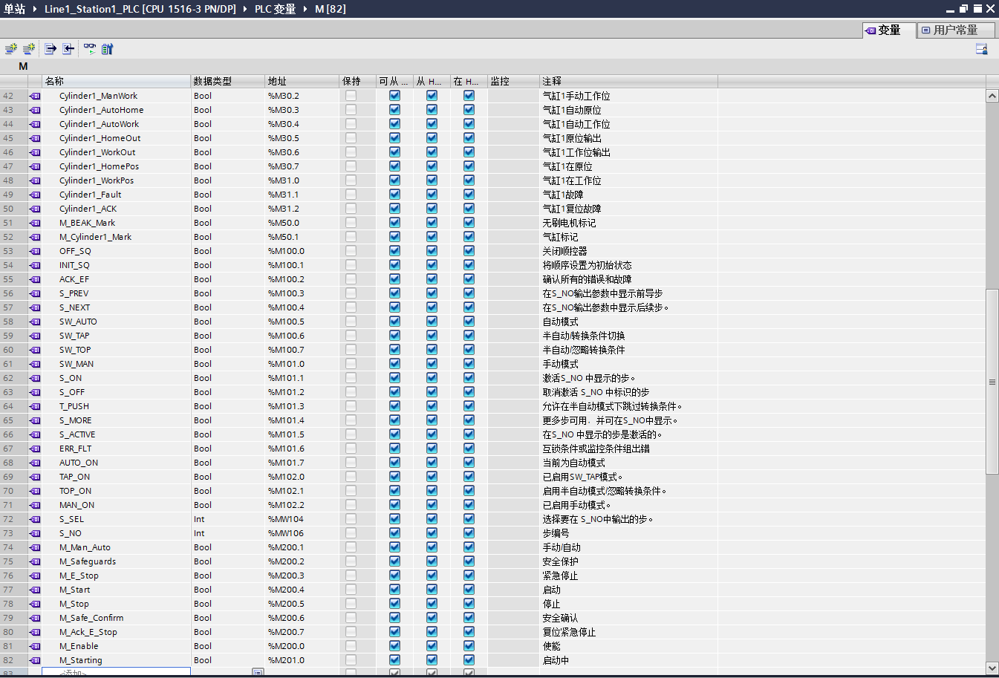 单站 Line1_Station1_PLC [CPU 1516-3 PN/DP] PLC 变量 M [82]
变量 用户常量
M
名称 数据类型 地址 保持 可从 ... 从 H... 在 H... 监控 注释
42 Cylinder1_ManWork Bool %M30.2 气缸1手动工作位
43 Cylinder1_AutoHome Bool %M30.3 气缸1自动原位
44 Cylinder1_AutoWork Bool %M30.4 气缸1自动工作位
45 Cylinder1_HomeOut Bool %M30.5 气缸1原位输出
46 Cylinder1_WorkOut Bool %M30.6 气缸1工作位输出
47 Cylinder1_HomePos Bool %M30.7 气缸1在原位
48 Cylinder1_WorkPos Bool %M31.0 气缸1在工作位
49 Cylinder1_Fault Bool %M31.1 气缸1故障
50 Cylinder1_ACK Bool %M31.2 气缸1复位故障
51 M_BEAK_Mark Bool %M50.0 无刷电机标记
52 M_Cylinder1_Mark Bool %M50.1 气缸标记
53 OFF_SQ Bool %M100.0 关闭顺控器
54 INIT_SQ Bool %M100.1 将顺序设置为初始状态
55 ACK_EF Bool %M100.2 确认所有的错误和故障
56 S_PREV Bool %M100.3 在S_NO输出参数中显示前导步
57 S_NEXT Bool %M100.4 在S_NO输出参数中显示后续步。
58 SW_AUTO Bool %M100.5 自动模式
59 SW_TAP Bool %M100.6 半自动/转换条件切换
60 SW_TOP Bool %M100.7 半自动/忽略转换条件
61 SW_MAN Bool %M101.0 手动模式
62 S_ON Bool %M101.1 激活S_NO 中显示的步。
63 S_OFF Bool %M101.2 取消激活 S_NO 中标识的步
64 T_PUSH Bool %M101.3 允许在半自动模式下跳过转换条件。
65 S_MORE Bool %M101.4 更多步可用，并可在S_NO中显示。
66 S_ACTIVE Bool %M101.5 在S_NO 中显示的步是激活的。
67 ERR_FLT Bool %M101.6 互锁条件或监控条件组出错
68 AUTO_ON Bool %M101.7 当前为自动模式
69 TAP_ON Bool %M102.0 已启用SW_TAP模式。
70 TOP_ON Bool %M102.1 启用半自动模式/忽略转换条件。
71 MAN_ON Bool %M102.2 已启用手动模式。
72 S_SEL Int %MW104 选择要在 S_NO中输出的步。
73 S_NO Int %MW106 步编号
74 M_Man_Auto Bool %M200.1 手动/自动
75 M_Safeguards Bool %M200.2 安全保护
76 M_E_Stop Bool %M200.3 紧急停止
77 M_Start Bool %M200.4 启动
78 M_Stop Bool %M200.5 停止
79 M_Safe_Confirm Bool %M200.6 安全确认
80 M_Ack_E_Stop Bool %M200.7 复位紧急停止
81 M_Enable Bool %M200.0 使能
82 M_Starting Bool %M201.0 启动中
83 <添加>